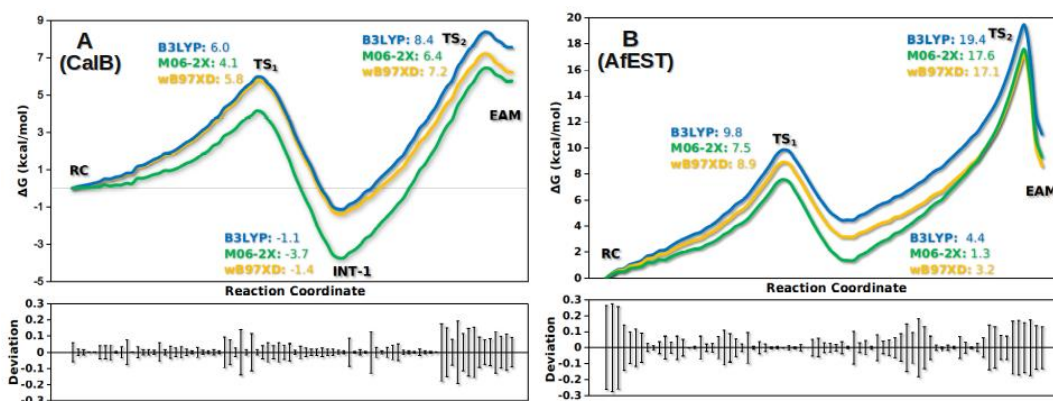 A
(CalB)
B3LYP: 6.0
M06-2X: 4.1
wB97XD: 5.8
TS1
B3LYP: 8.4
M06-2X: 6.4
wB97XD: 7.2
TS2
EAM
RC
B3LYP: -1.1
M06-2X: -3.7
wB97XD: -1.4
INT-1
ΔG (kcal/mol)
9
7
5
3
1
-1
-3
-5
Reaction Coordinate
Deviation
0.3
0.2
0.1
0
-0.1
-0.2
-0.3
B
(AfEST)
B3LYP: 9.8
M06-2X: 7.5
wB97XD: 8.9
TS1
B3LYP: 19.4
M06-2X: 17.6
wB97XD: 17.1
TS2
EAM
RC
B3LYP: 4.4
M06-2X: 1.3
wB97XD: 3.2
ΔG (kcal/mol)
20
18
16
14
12
10
8
6
4
2
0
Reaction Coordinate
Deviation
0.3
0.2
0.1
0
-0.1
-0.2
-0.3